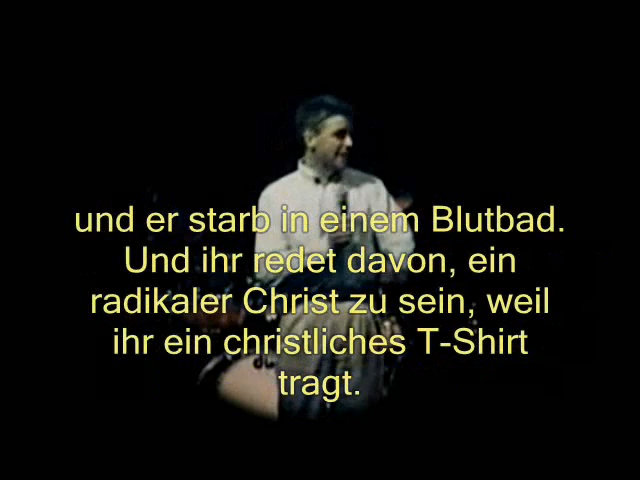 und er starb in einem Blutbad.
Und ihr redet davon, ein
radikaler Christ zu sein, weil
ihr ein christliches T-Shirt
tragt.